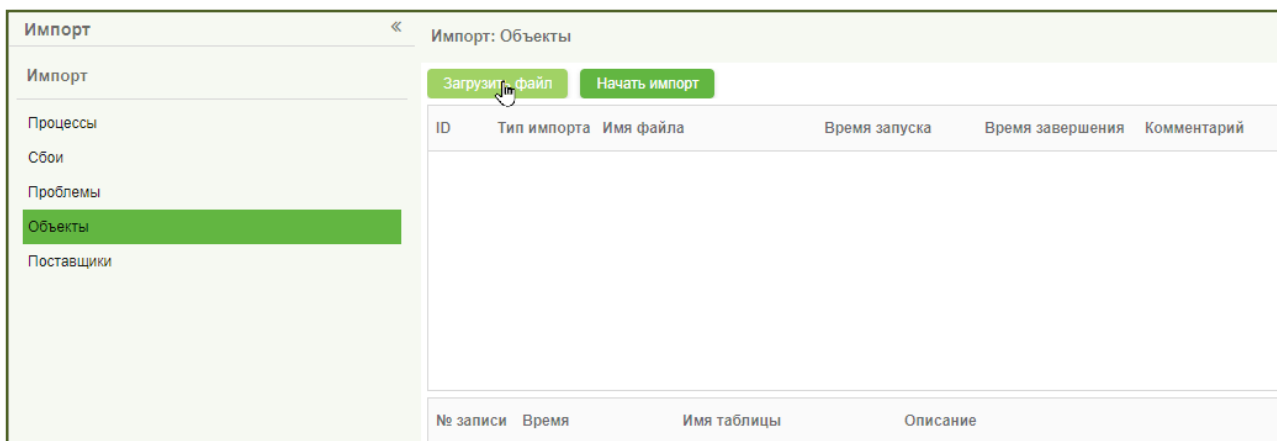 Импорт «
Импорт: Объекты
Импорт
Загрузить файл Начать импорт
Процессы
Сбои
Проблемы
Объекты
Поставщики
ID Тип импорта Имя файла Время запуска Время завершения Комментарий
№ записи Время Имя таблицы Описание